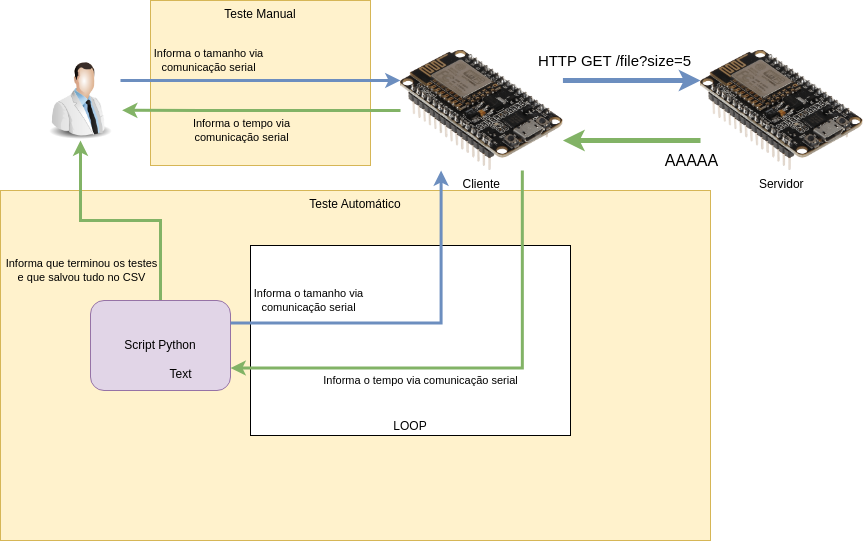 Teste Manual
Informa o tamanho via
comunicação serial
Informa o tempo via
comunicação serial
HTTP GET /file?size=5
AAAAA
Cliente
Servidor
Teste Automático
Informa que terminou os testes
e que salvou tudo no CSV
Informa o tamanho via
comunicação serial
Script Python
Text
Informa o tempo via comunicação serial
LOOP